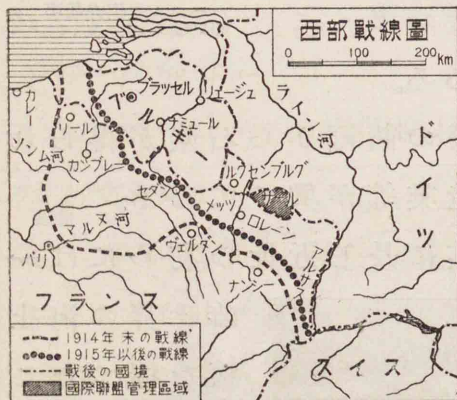 西部戰線圖
0 100 200 km
ブラッセル
リェージュ
ライン河
カレー
リール
ベルギー
ナミュール
ソンム河
カンブレー
ルクセンブルグ
ドイツ
セダン
メッツ
ザール
マルヌ河
ロレーン
ヴェルダン
パリ
ナンシー
フランス
スイス
1914年末の戰線
1915年以後の戰線
戰後の國境
國際聯盟管理區域